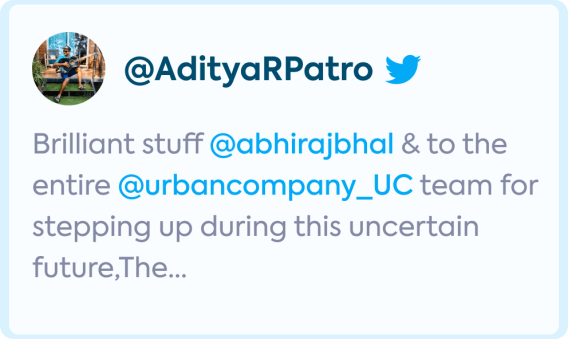 @AdityaRPatro
Brilliant stuff @abhirajbhal & to the
entire @urbancompany_UC team for
stepping up during this uncertain
future,The...